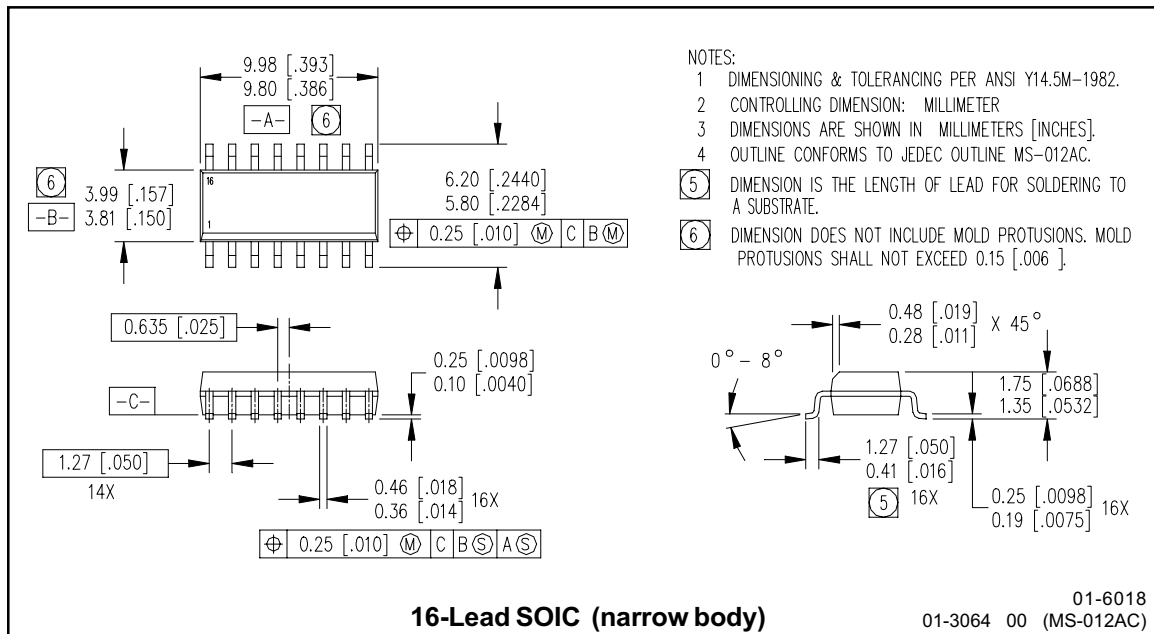 9.98 [.393]
9.80 [.386]
-A- 6
6
3.99 [.157]
3.81 [.150]
-B-
16
1
6.20 [.2440]
5.80 [.2284]
⌖ 0.25 [.010] Ⓜ C B Ⓜ
NOTES:
1 DIMENSIONING & TOLERANCING PER ANSI Y14.5M-1982.
2 CONTROLLING DIMENSION: MILLIMETER
3 DIMENSIONS ARE SHOWN IN MILLIMETERS [INCHES].
4 OUTLINE CONFORMS TO JEDEC OUTLINE MS-012AC.
5 DIMENSION IS THE LENGTH OF LEAD FOR SOLDERING TO
A SUBSTRATE.
6 DIMENSION DOES NOT INCLUDE MOLD PROTUSIONS. MOLD
PROTUSIONS SHALL NOT EXCEED 0.15 [.006 ].
0.635 [.025]
0.25 [.0098]
0.10 [.0040]
-C-
1.27 [.050]
14X
0.46 [.018]
0.36 [.014] 16X
⌖ 0.25 [.010] Ⓜ C B Ⓢ A Ⓢ
0.48 [.019]
0.28 [.011] X 45°
0°- 8°
1.75 [.0688]
1.35 [.0532]
1.27 [.050]
0.41 [.016]
5 16X
0.25 [.0098]
0.19 [.0075] 16X
16-Lead SOIC (narrow body)
01-6018
01-3064 00 (MS-012AC)